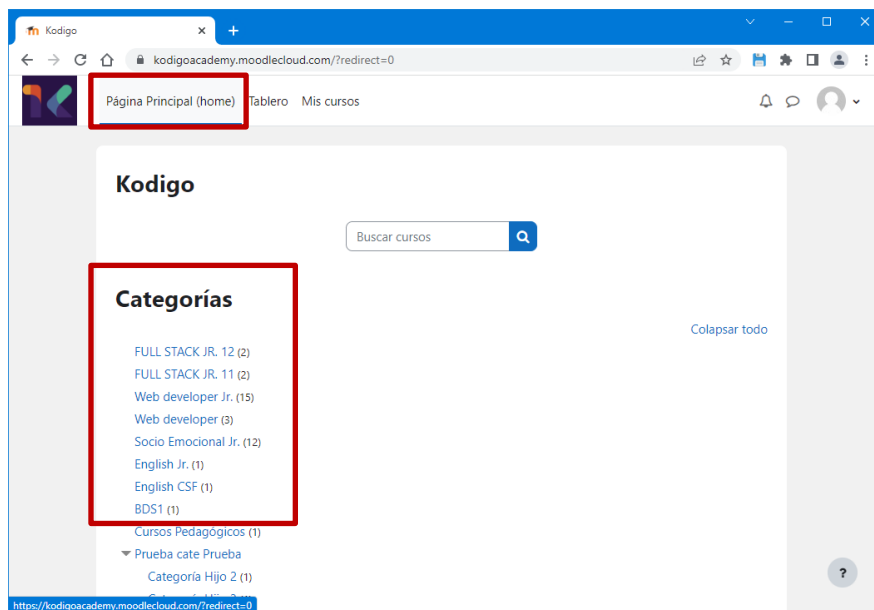 Kodigo
kodigoacademy.moodlecloud.com/?redirect=0
Página Principal (home) Tablero Mis cursos
Kodigo
Buscar cursos
Categorías
Colapsar todo
FULL STACK JR. 12 (2)
FULL STACK JR. 11 (2)
Web developer Jr. (15)
Web developer (3)
Socio Emocional Jr. (12)
English Jr. (1)
English CSF (1)
BDS1 (1)
Cursos Pedagógicos (1)
Prueba cate Prueba
Categoría Hijo 2 (1)
?
https://kodigoacademy.moodlecloud.com/?redirect=0